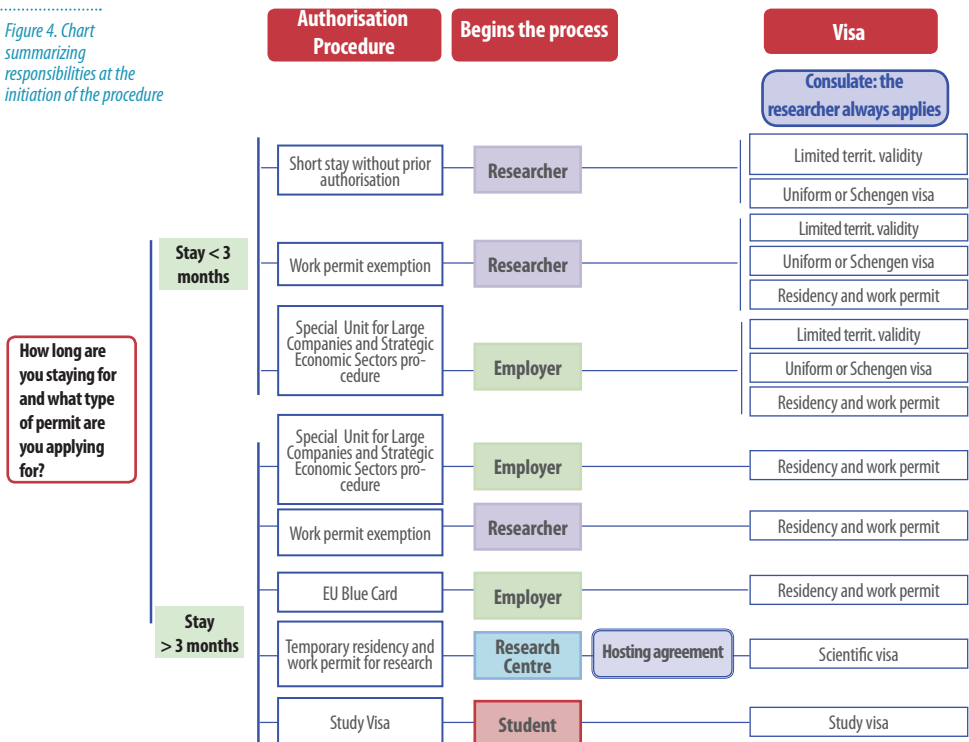 Figure 4. Chart
summarizing
responsibilities at the
initiation of the procedure
Authorisation
Procedure
Begins the process
Visa
Consulate: the
researcher always applies
How long are
you staying for
and what type
of permit are
you applying
for?
Stay < 3
months
Short stay without prior
authorisation
Researcher
Limited territ. validity
Uniform or Schengen visa
Work permit exemption
Researcher
Limited territ. validity
Uniform or Schengen visa
Residency and work permit
Special Unit for Large
Companies and Strategic
Economic Sectors pro-
cedure
Employer
Limited territ. validity
Uniform or Schengen visa
Residency and work permit
Stay
> 3 months
Special Unit for Large
Companies and Strategic
Economic Sectors pro-
cedure
Employer
Residency and work permit
Work permit exemption
Researcher
Residency and work permit
EU Blue Card
Employer
Residency and work permit
Temporary residency and
work permit for research
Research
Centre
Hosting agreement
Scientific visa
Study Visa
Student
Study visa